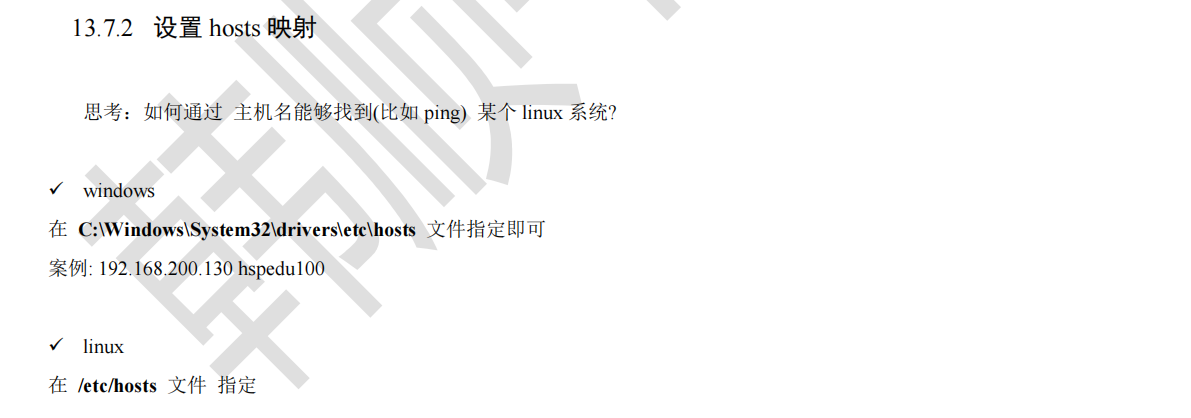 13.7.2 设置 hosts 映射
思考：如何通过 主机名能够找到(比如 ping) 某个 linux 系统?
✓ windows
在 C:\Windows\System32\drivers\etc\hosts 文件指定即可
案例: 192.168.200.130 hspedu100
✓ linux
在 /etc/hosts 文件 指定
韩顺